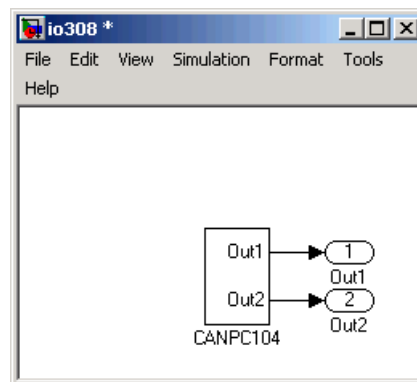 io308 *
File Edit View Simulation Format Tools
Help
Out1
1
Out1
Out2
2
Out2
CANPC104